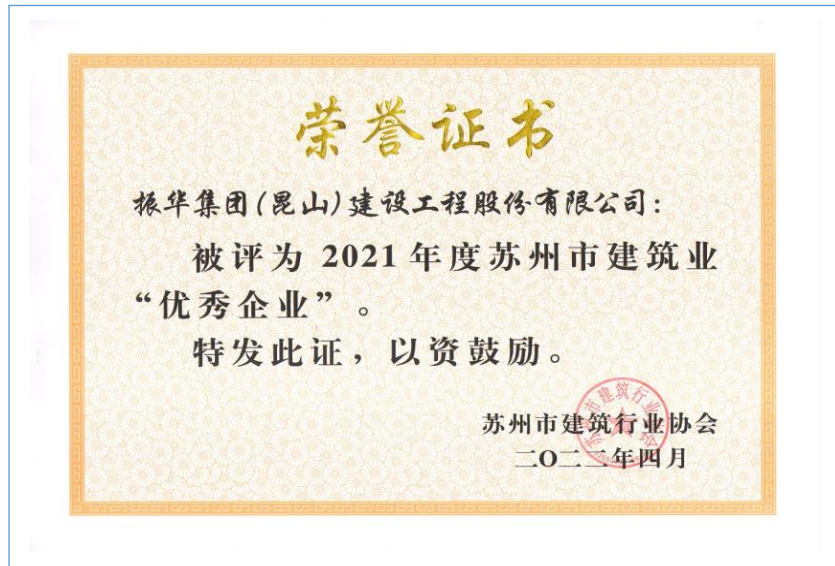 荣誉证书
振华集团(昆山)建设工程股份有限公司:
被评为 2021 年度苏州市建筑业
“优秀企业”。
特发此证，以资鼓励。
苏州市建筑行业协会
二〇二二年四月